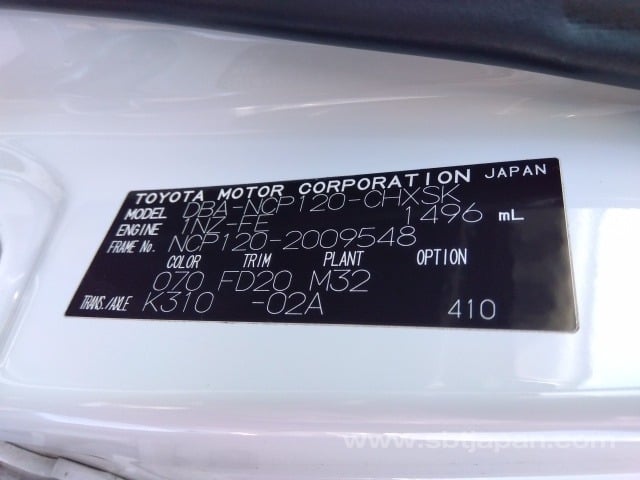 TOYOTA MOTOR CORPORATION JAPAN
MODEL DBA-NCP120-CHXSK
ENGINE 1NZ-FE 1496 mL
FRAME No. NCP120-2009548
COLOR TRIM PLANT OPTION
070 FD20 M32
TRANS./AXLE K310 -02A 410
www.sbtjapan.com